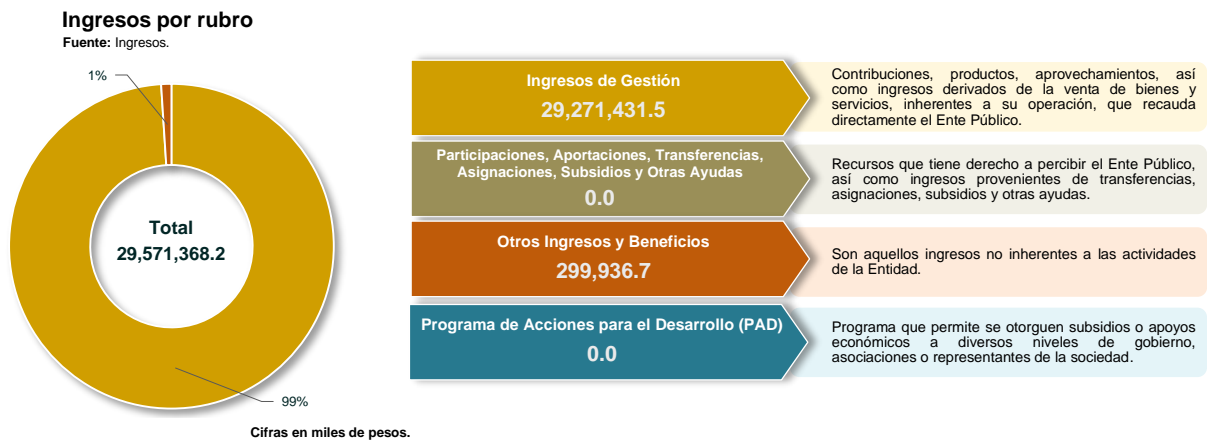 Ingresos por rubro
Fuente: Ingresos.
1%
Total
29,571,368.2
99%
Cifras en miles de pesos.
Ingresos de Gestión
29,271,431.5
Contribuciones, productos, aprovechamientos, así
como ingresos derivados de la venta de bienes y
servicios, inherentes a su operación, que recauda
directamente el Ente Público.
Participaciones, Aportaciones, Transferencias,
Asignaciones, Subsidios y Otras Ayudas
0.0
Recursos que tiene derecho a percibir el Ente Público,
así como ingresos provenientes de transferencias,
asignaciones, subsidios y otras ayudas.
Otros Ingresos y Beneficios
299,936.7
Son aquellos ingresos no inherentes a las actividades
de la Entidad.
Programa de Acciones para el Desarrollo (PAD)
0.0
Programa que permite se otorguen subsidios o apoyos
económicos a diversos niveles de gobierno,
asociaciones o representantes de la sociedad.